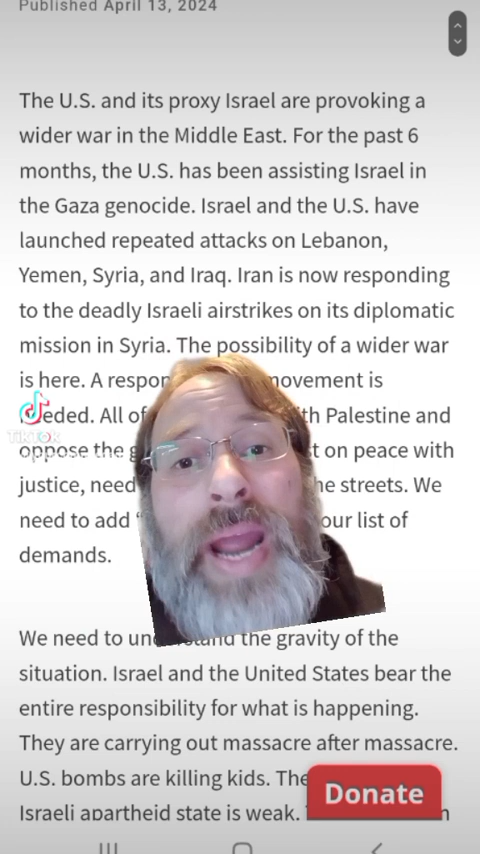 Published April 13, 2024
The U.S. and its proxy Israel are provoking a
wider war in the Middle East. For the past 6
months, the U.S. has been assisting Israel in
the Gaza genocide. Israel and the U.S. have
launched repeated attacks on Lebanon,
Yemen, Syria, and Iraq. Iran is now responding
to the deadly Israeli airstrikes on its diplomatic
mission in Syria. The possibility of a wider war
is here. A respon movement is
needed. All of th Palestine and
TikTok
oppose the g st on peace with
justice, need he streets. We
need to add “ our list of
demands.
We need to understand the gravity of the
situation. Israel and the United States bear the
entire responsibility for what is happening.
They are carrying out massacre after massacre.
U.S. bombs are killing kids. The
Israeli apartheid state is weak.
Donate